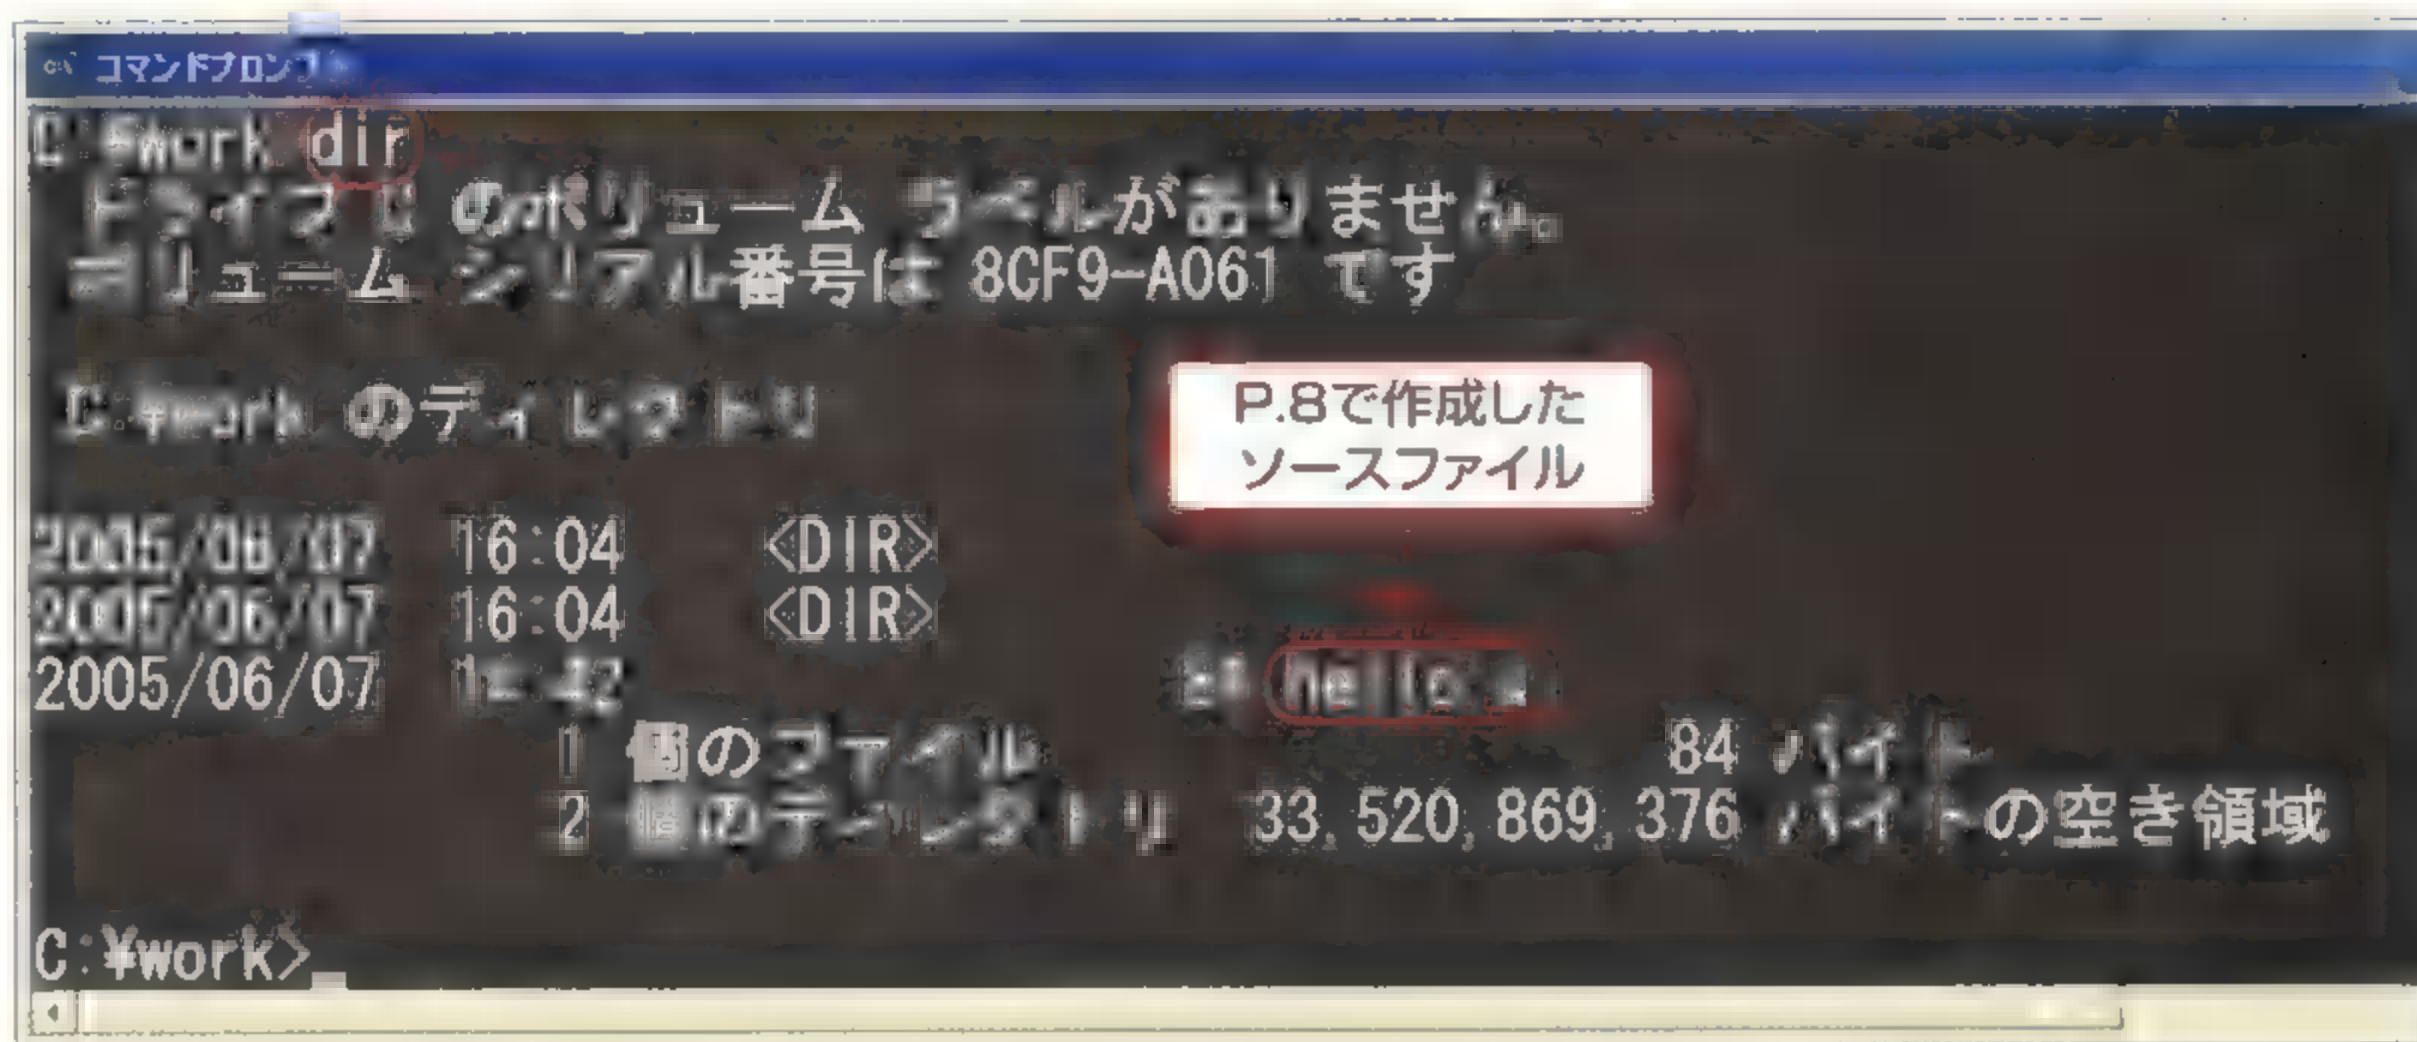 コマンドプロンプト
C:¥work>dir
ドライブ C のボリューム ラベルがありません。
ボリューム シリアル番号は 8CF9-A061 です
C:¥work のディレクトリ
P.8で作成した
ソースファイル
2005/06/07 16:04 <DIR>
2005/06/07 16:04 <DIR>
2005/06/07
1 個のファイル 84 バイト
2 個のディレクトリ 33,520,869,376 バイトの空き領域
C:¥work>